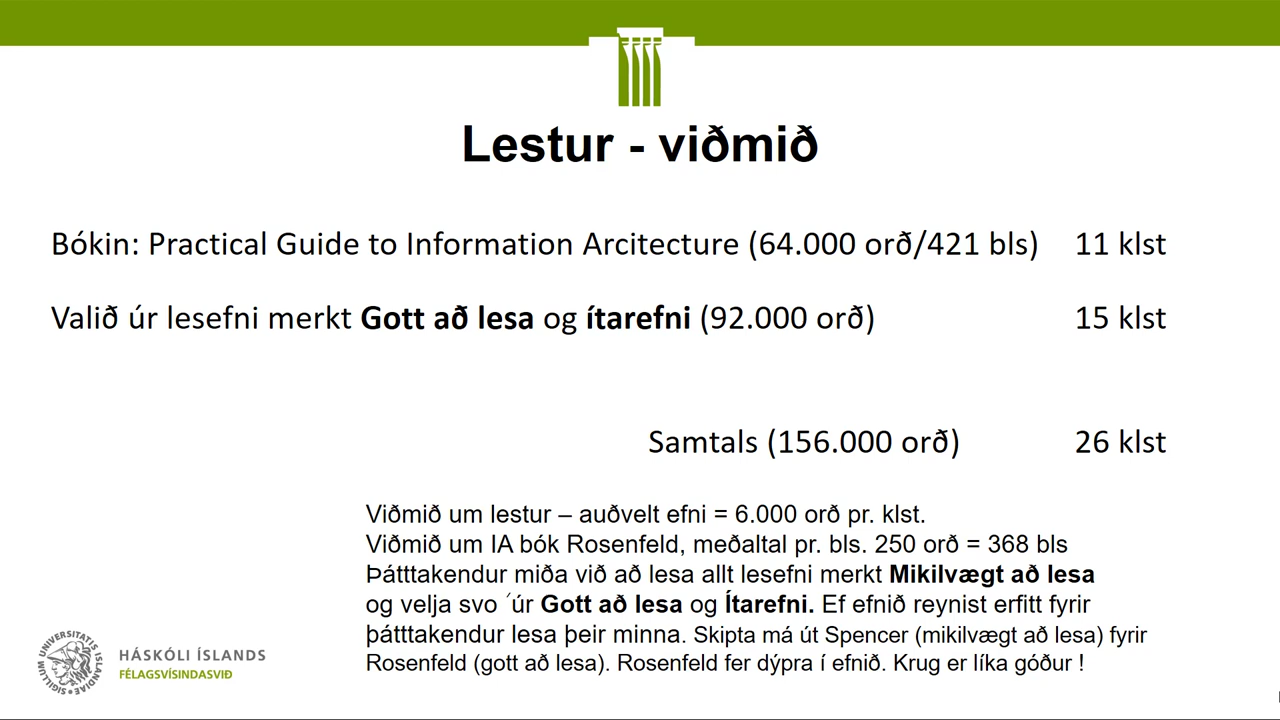 Lestur - viðmið
Bókin: Practical Guide to Information Arcitecture (64.000 orð/421 bls) 11 klst
Valið úr lesefni merkt Gott að lesa og ítarefni (92.000 orð) 15 klst
Samtals (156.000 orð) 26 klst
Viðmið um lestur – auðvelt efni = 6.000 orð pr. klst.
Viðmið um IA bók Rosenfeld, meðaltal pr. bls. 250 orð = 368 bls
Þátttakendur miða við að lesa allt lesefni merkt Mikilvægt að lesa
og velja svo ´úr Gott að lesa og Ítarefni. Ef efnið reynist erfitt fyrir
þátttakendur lesa þeir minna. Skipta má út Spencer (mikilvægt að lesa) fyrir
Rosenfeld (gott að lesa). Rosenfeld fer dýpra í efnið. Krug er líka góður !
SIGILLUM UNIVERSITATIS ISLANDIAE
HÁSKÓLI ÍSLANDS
FÉLAGSVÍSINDASVIÐ